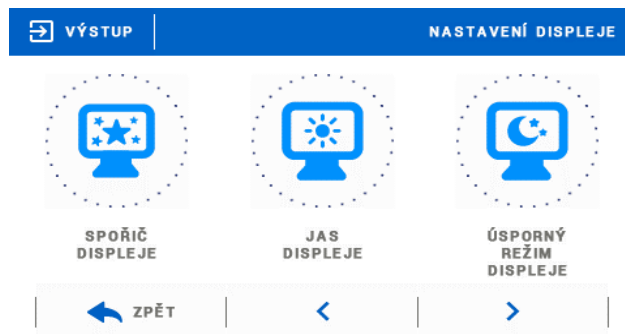 VÝSTUP
NASTAVENÍ DISPLEJE
SPOŘIČ
DISPLEJE
JAS
DISPLEJE
ÚSPORNÝ
REŽIM
DISPLEJE
ZPĚT